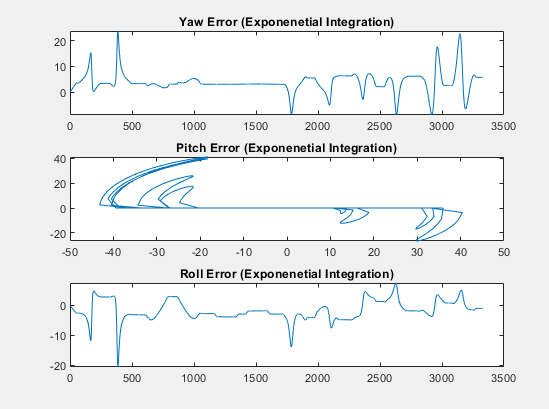 Yaw Error (Exponenetial Integration)
20
10
0
0 500 1000 1500 2000 2500 3000 3500
Pitch Error (Exponenetial Integration)
40
20
0
-20
-50 -40 -30 -20 -10 0 10 20 30 40 50
Roll Error (Exponenetial Integration)
0
-10
-20
0 500 1000 1500 2000 2500 3000 3500